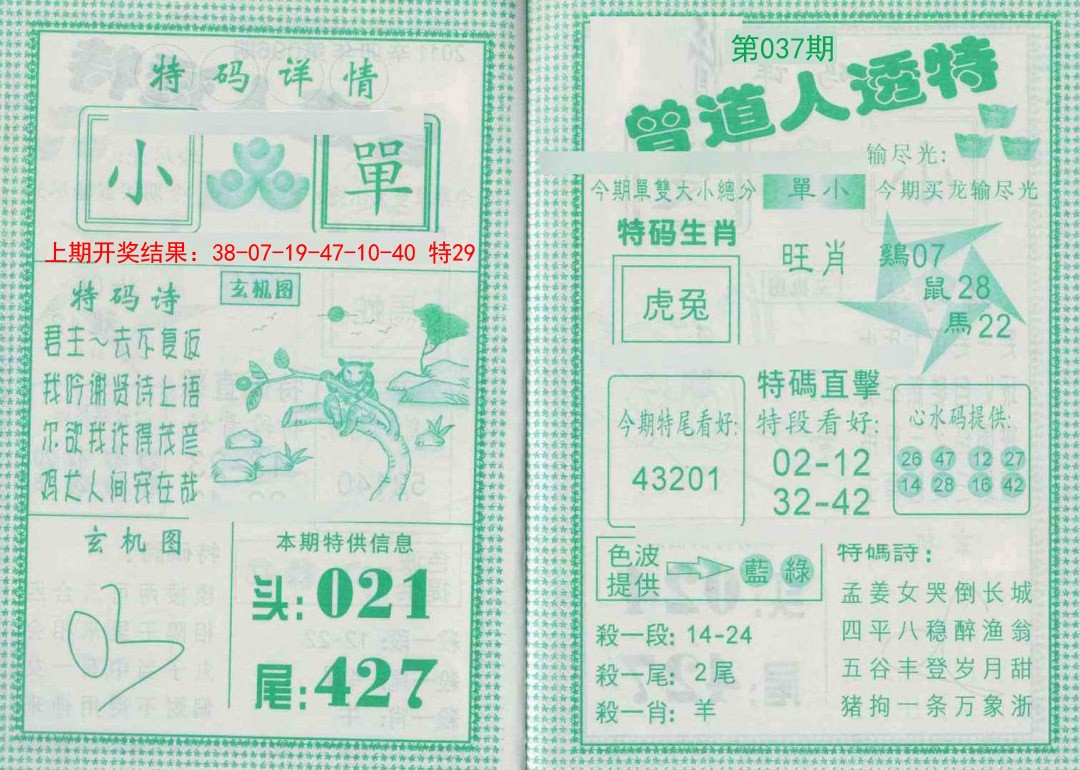 特码详情
小 單
上期开奖结果：38-07-19-47-10-40 特29
特码诗
君主一去不复返
我吟谢贤诗上语
尔欲我诈得茂彦
鸡犬人间安在哉
玄机图
玄机图
本期特供信息
头:021
尾:427
第037期
曾道人透特
输尽光:
今期單雙大小總分 單小 今期买龙输尽光
特码生肖
虎兔
旺肖
鷄07
鼠28
馬22
今期特尾看好:
43201
特碼直擊
特段看好:
02-12
32-42
心水码提供:
26 47 12 27
14 28 16 42
色波
提供
藍 綠
殺一段: 14-24
殺一尾: 2尾
殺一肖: 羊
特碼詩:
孟姜女哭倒长城
四平八稳醉渔翁
五谷丰登岁月甜
猪拘一条万象浙